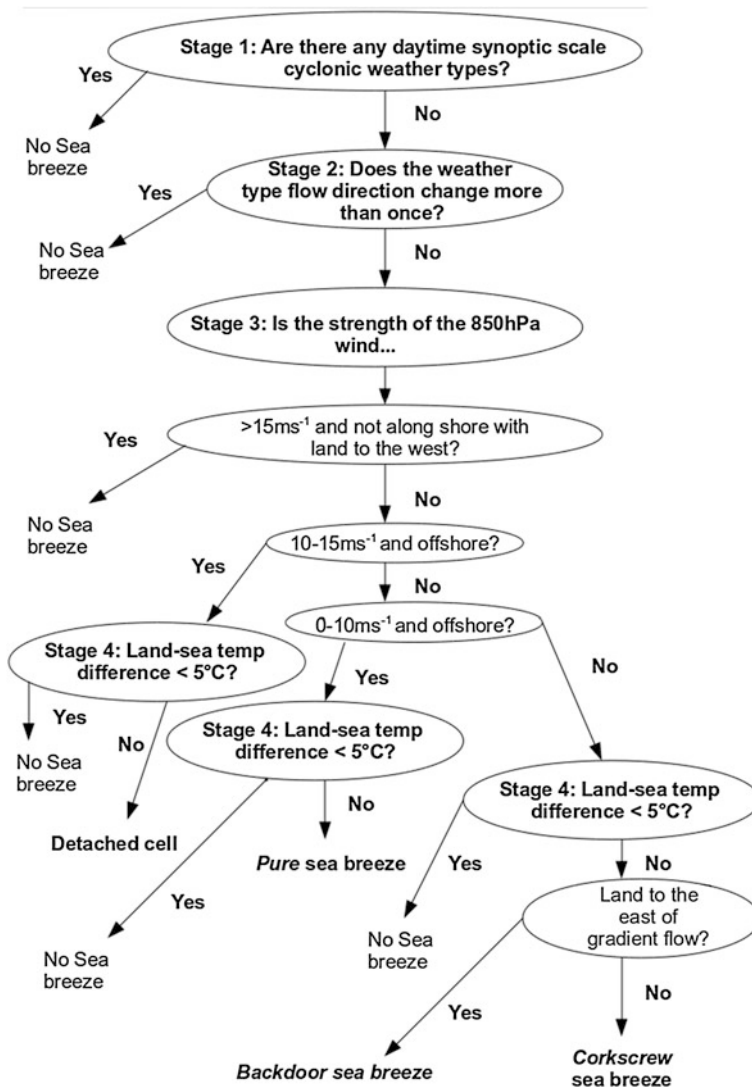 Stage 1: Are there any daytime synoptic scale
cyclonic weather types?
Yes
No
No Sea
breeze
Stage 2: Does the weather
type flow direction change more
than once?
Yes
No Sea
breeze
No
Stage 3: Is the strength of the 850hPa
wind...
>15ms⁻¹ and not along shore with
land to the west?
Yes
No
No Sea
breeze
10-15ms⁻¹ and offshore?
Yes
No
0-10ms⁻¹ and offshore?
Stage 4: Land-sea temp
difference < 5°C?
Yes
No
Yes
No Sea
breeze
No
Stage 4: Land-sea temp
difference < 5°C?
Detached cell
No
Pure sea breeze
Yes
No Sea
breeze
Stage 4: Land-sea temp
difference < 5°C?
Yes
No
No Sea
breeze
Land to the
east of
gradient flow?
Yes
No
Backdoor sea breeze
Corkscrew
sea breeze